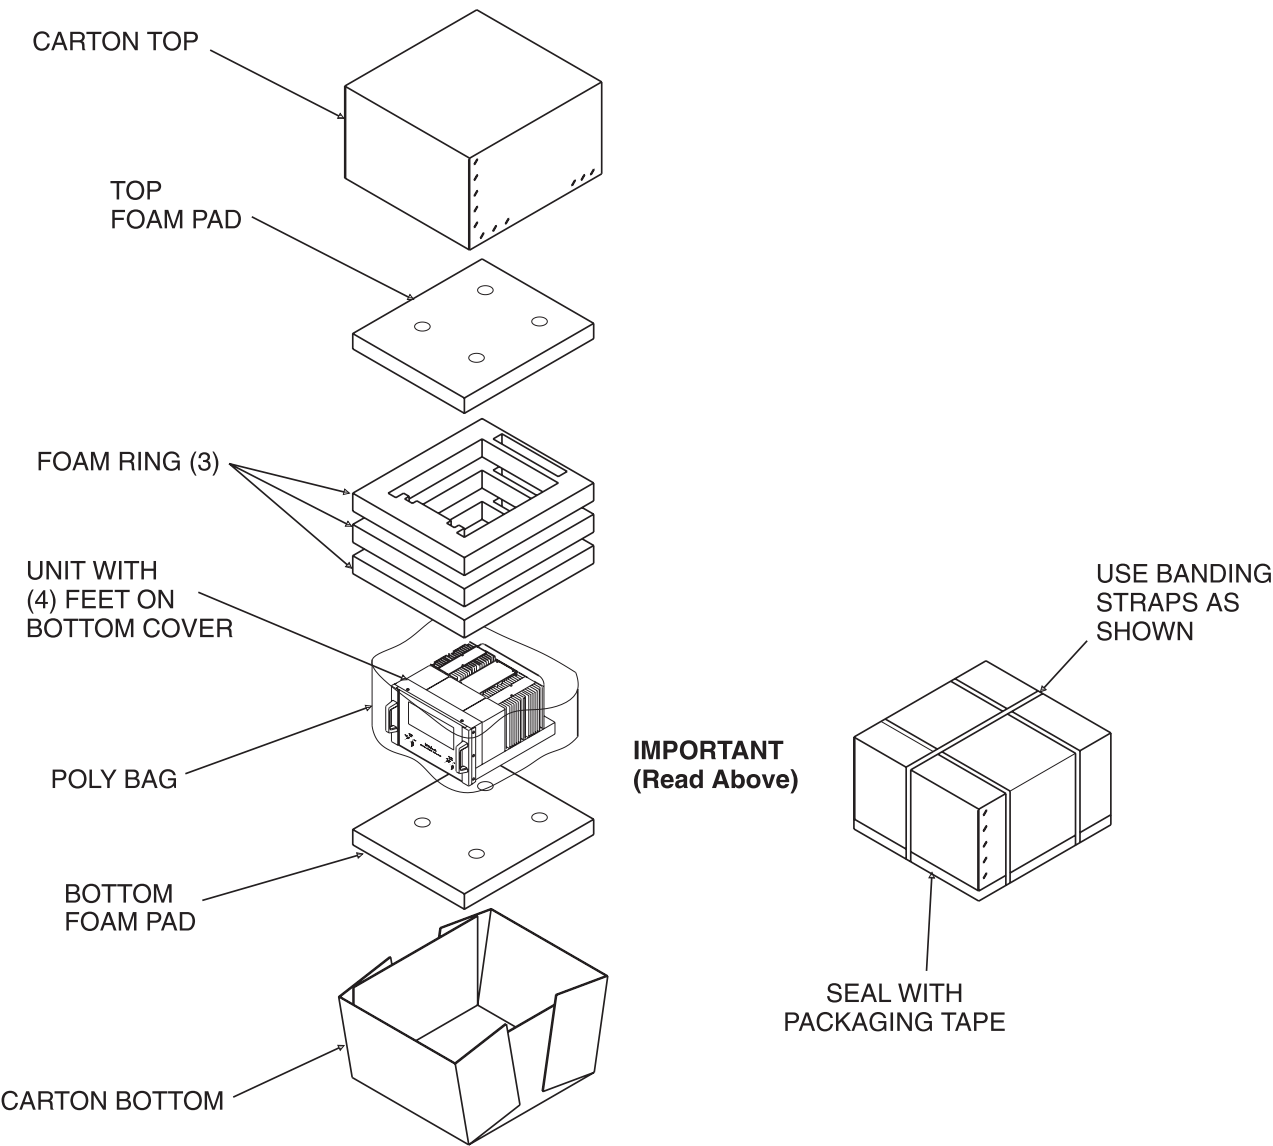 CARTON TOP
TOP
FOAM PAD
FOAM RING (3)
UNIT WITH
(4) FEET ON
BOTTOM COVER
POLY BAG
BOTTOM
FOAM PAD
CARTON BOTTOM
IMPORTANT
(Read Above)
USE BANDING
STRAPS AS
SHOWN
SEAL WITH
PACKAGING TAPE